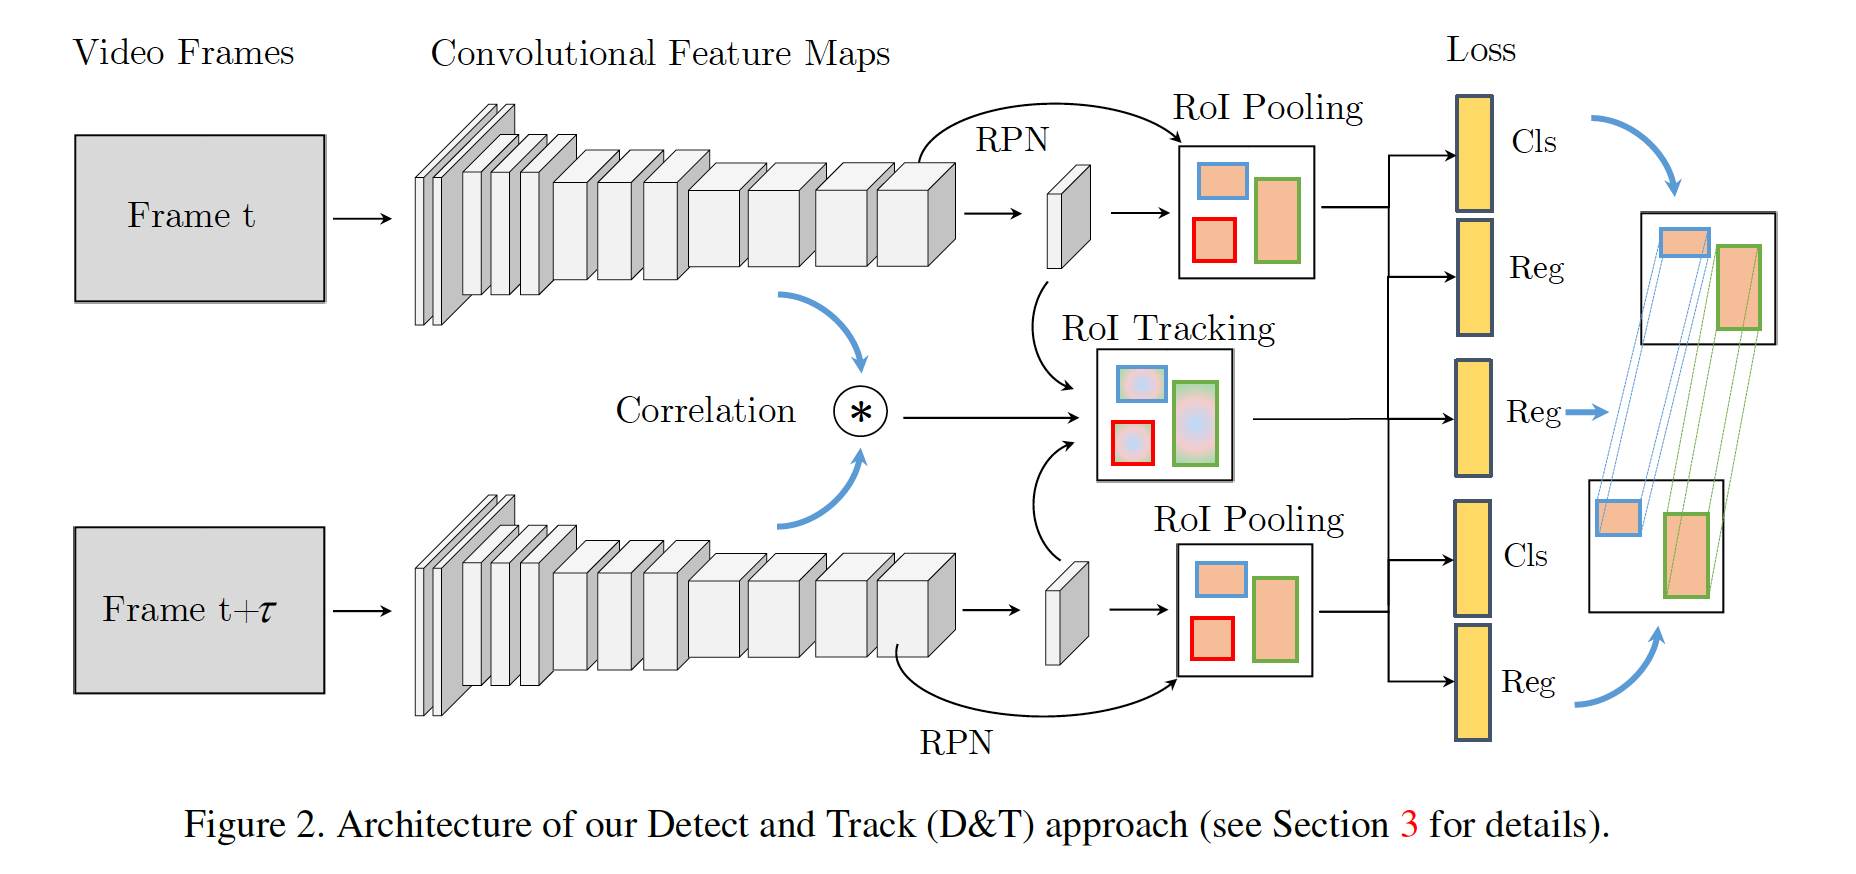 Video Frames
Convolutional Feature Maps
Loss
RoI Pooling
RPN
Cls
Frame t
Reg
RoI Tracking
Correlation
*
Reg
RoI Pooling
Cls
Frame t+τ
Reg
RPN
Figure 2. Architecture of our Detect and Track (D&T) approach (see Section 3 for details).